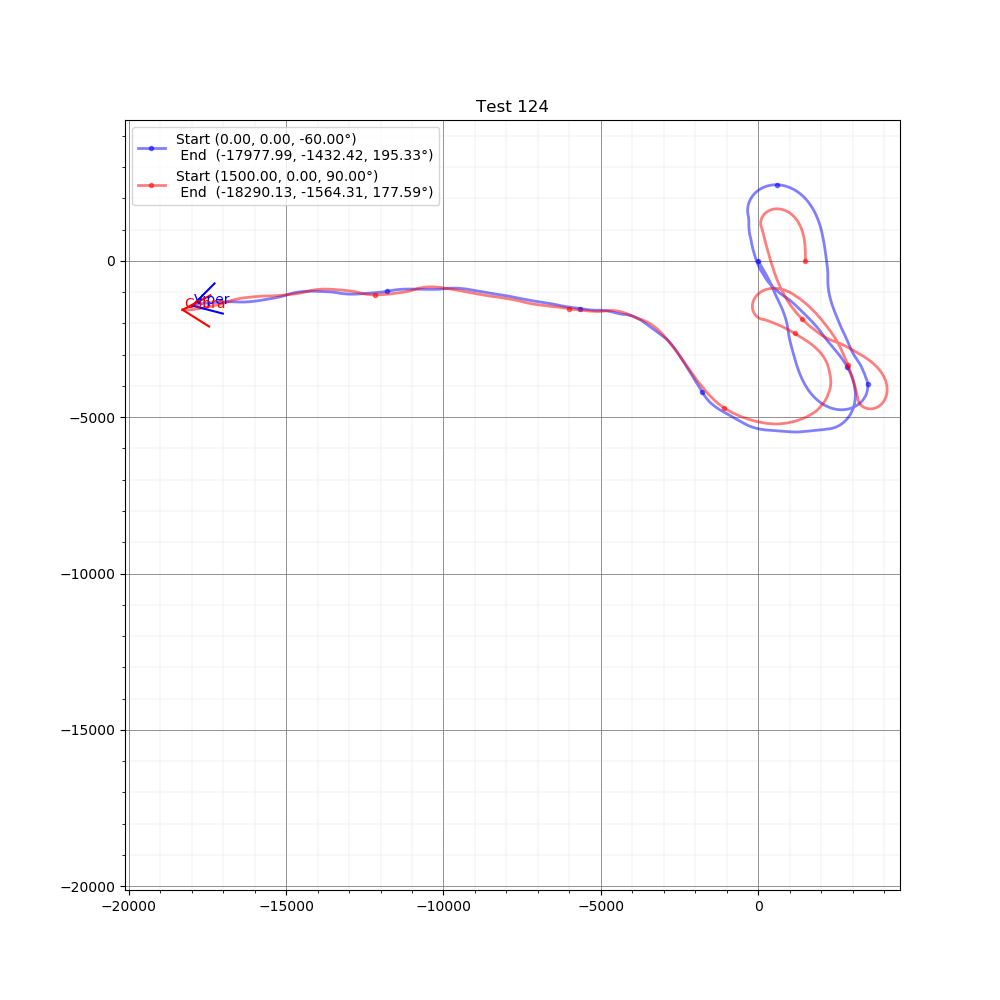 Test 124
Start (0.00, 0.00, -60.00°)
End (-17977.99, -1432.42, 195.33°)
Start (1500.00, 0.00, 90.00°)
End (-18290.13, -1564.31, 177.59°)
0
−5000
−10000
−15000
−20000
Viper
Cobra
−20000 −15000 −10000 −5000 0